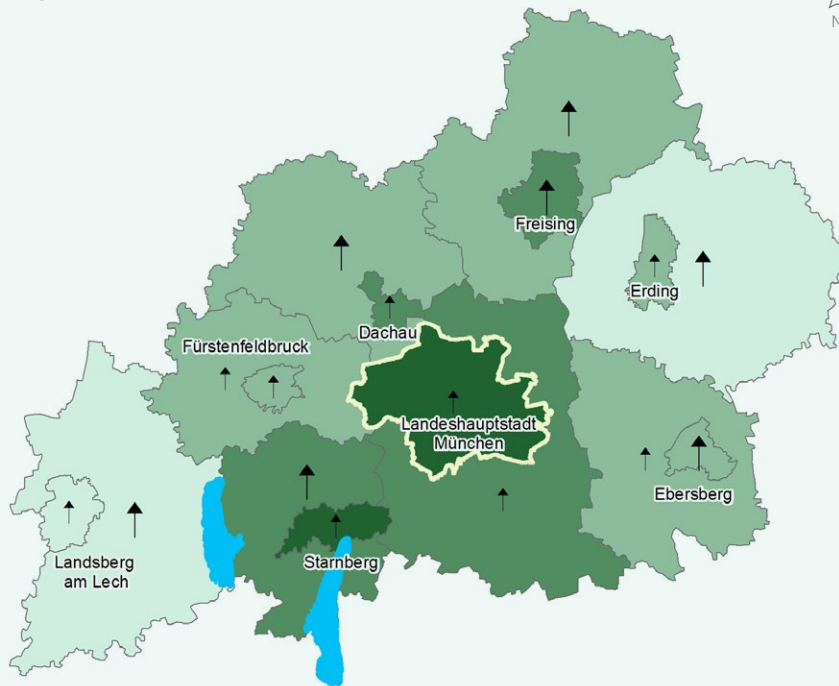 N
Freising
Erding
Dachau
Fürstenfeldbruck
Landeshauptstadt
München
Ebersberg
Landsberg
am Lech
Starnberg